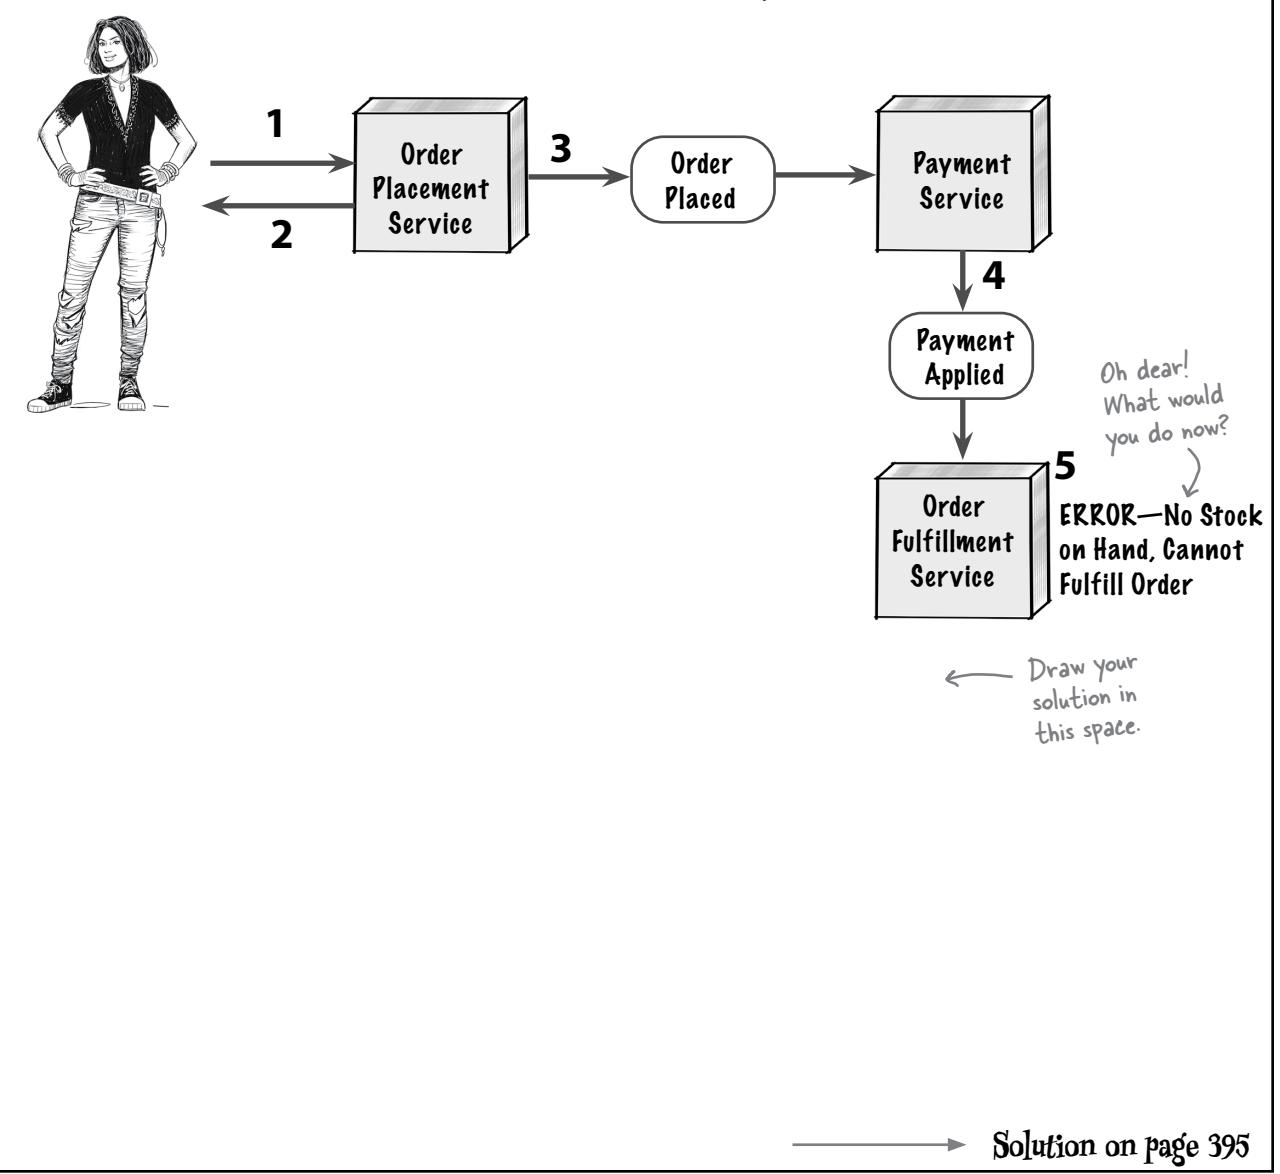 1
Order
Placement
Service
2
3
Order
Placed
Payment
Service
4
Payment
Applied
Oh dear!
What would
you do now?
5
Order
Fulfillment
Service
ERROR—No Stock
on Hand, Cannot
Fulfill Order
Draw your
solution in
this space.
Solution on page 395